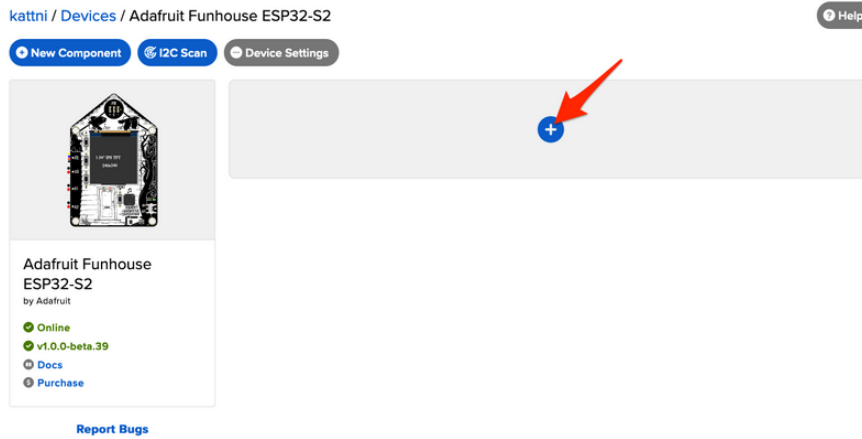 kattni / Devices / Adafruit Funhouse ESP32-S2
Help
New Component
I2C Scan
Device Settings
Adafruit Funhouse
ESP32-S2
by Adafruit
Online
v1.0.0-beta.39
Docs
Purchase
Report Bugs